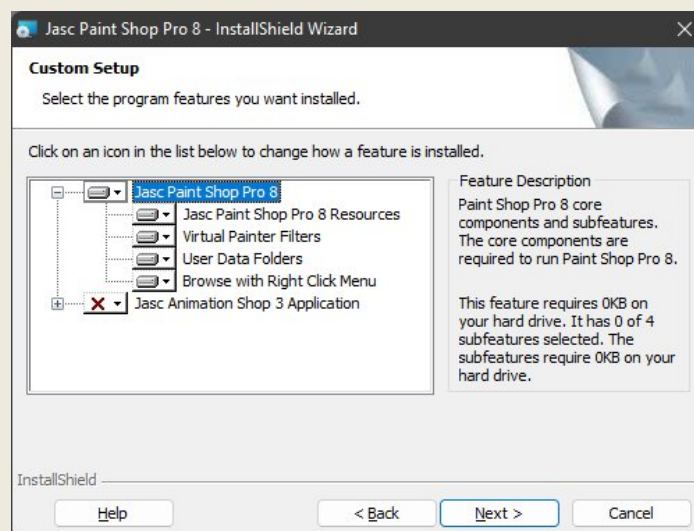 Jasc Paint Shop Pro 8 - InstallShield Wizard
Custom Setup
Select the program features you want installed.
Click on an icon in the list below to change how a feature is installed.
Jasc Paint Shop Pro 8
Jasc Paint Shop Pro 8 Resources
Virtual Painter Filters
User Data Folders
Browse with Right Click Menu
Jasc Animation Shop 3 Application
Feature Description
Paint Shop Pro 8 core
components and subfeatures.
The core components are
required to run Paint Shop Pro 8.
This feature requires 0KB on
your hard drive. It has 0 of 4
subfeatures selected. The
subfeatures require 0KB on your
hard drive.
InstallShield
Help
< Back
Next >
Cancel